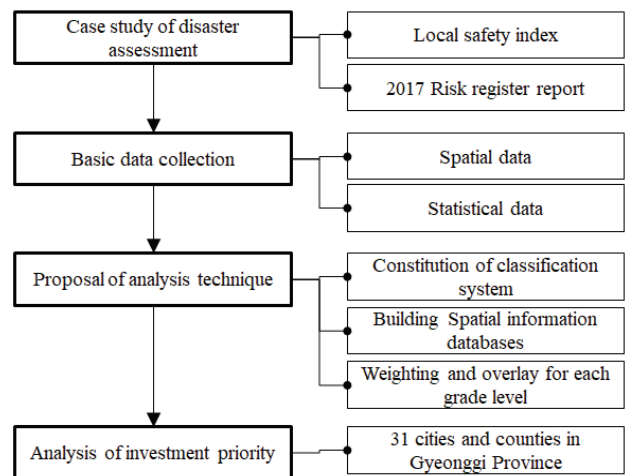 Case study of disaster
assessment
Local safety index
2017 Risk register report
Basic data collection
Spatial data
Statistical data
Proposal of analysis technique
Constitution of classification
system
Building Spatial information
databases
Weighting and overlay for each
grade level
Analysis of investment priority
31 cities and counties in
Gyeonggi Province